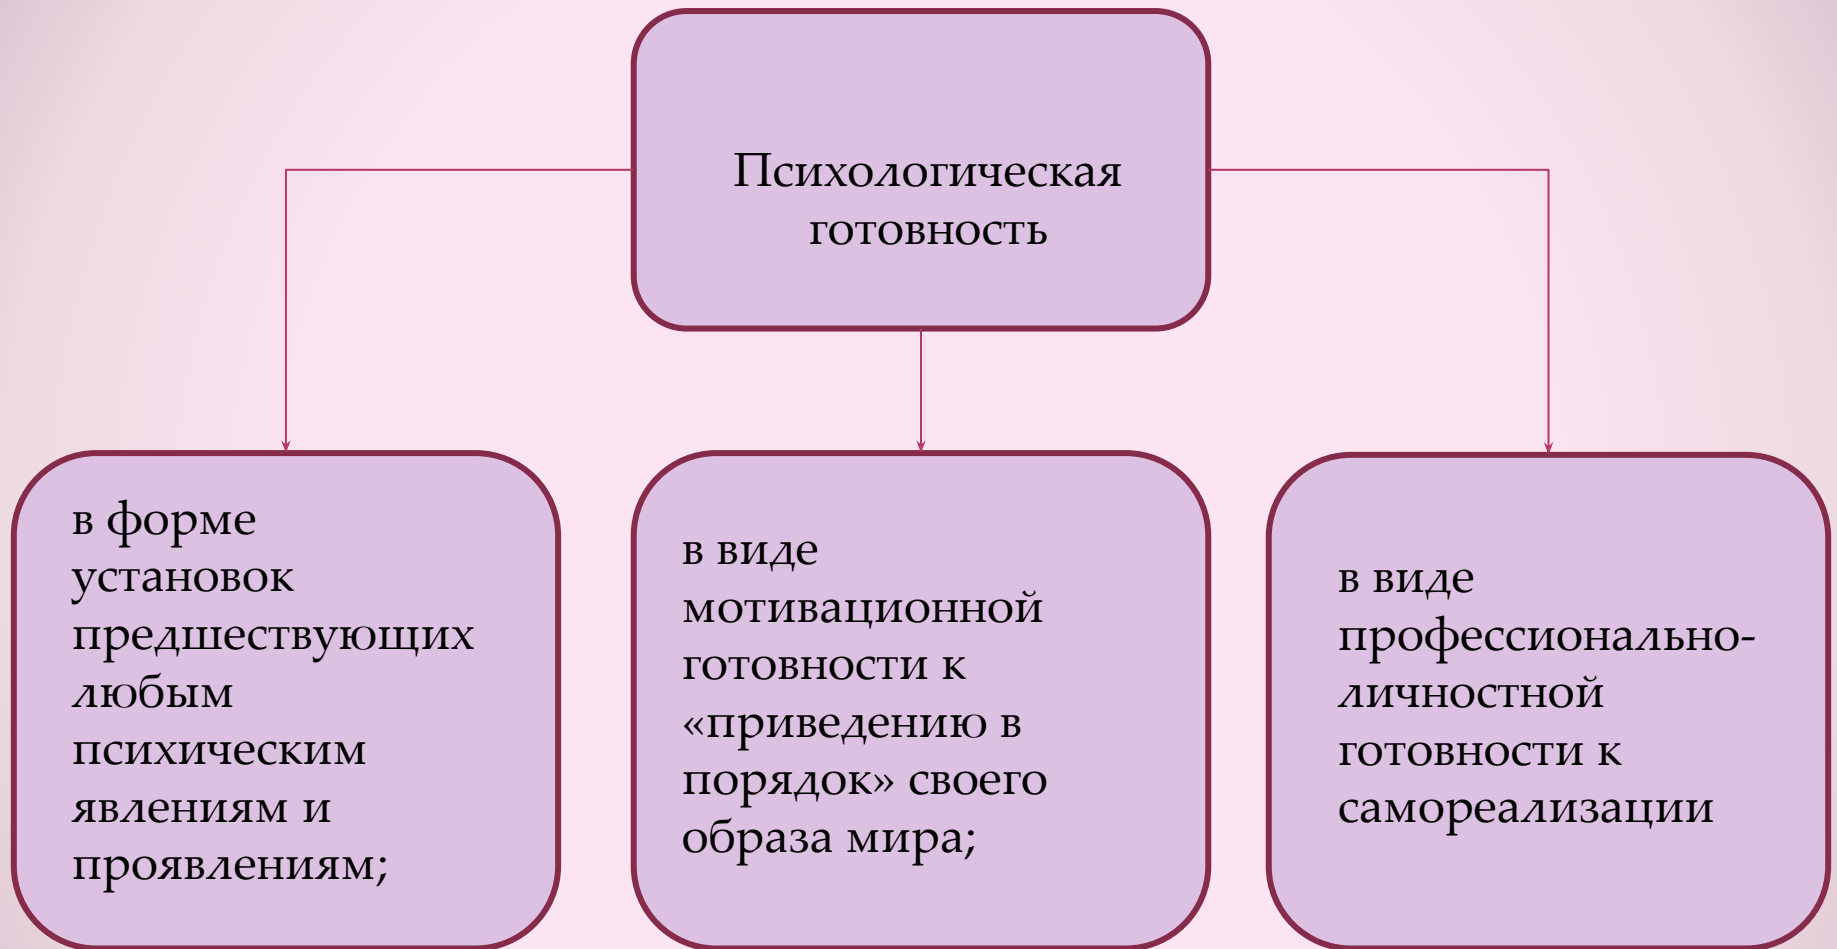 Психологическая
готовность
в форме
установок
предшествующих
любым
психическим
явлениям и
проявлениям;
в виде
мотивационной
готовности к
«приведению в
порядок» своего
образа мира;
в виде
профессионально-
личностной
готовности к
самореализации